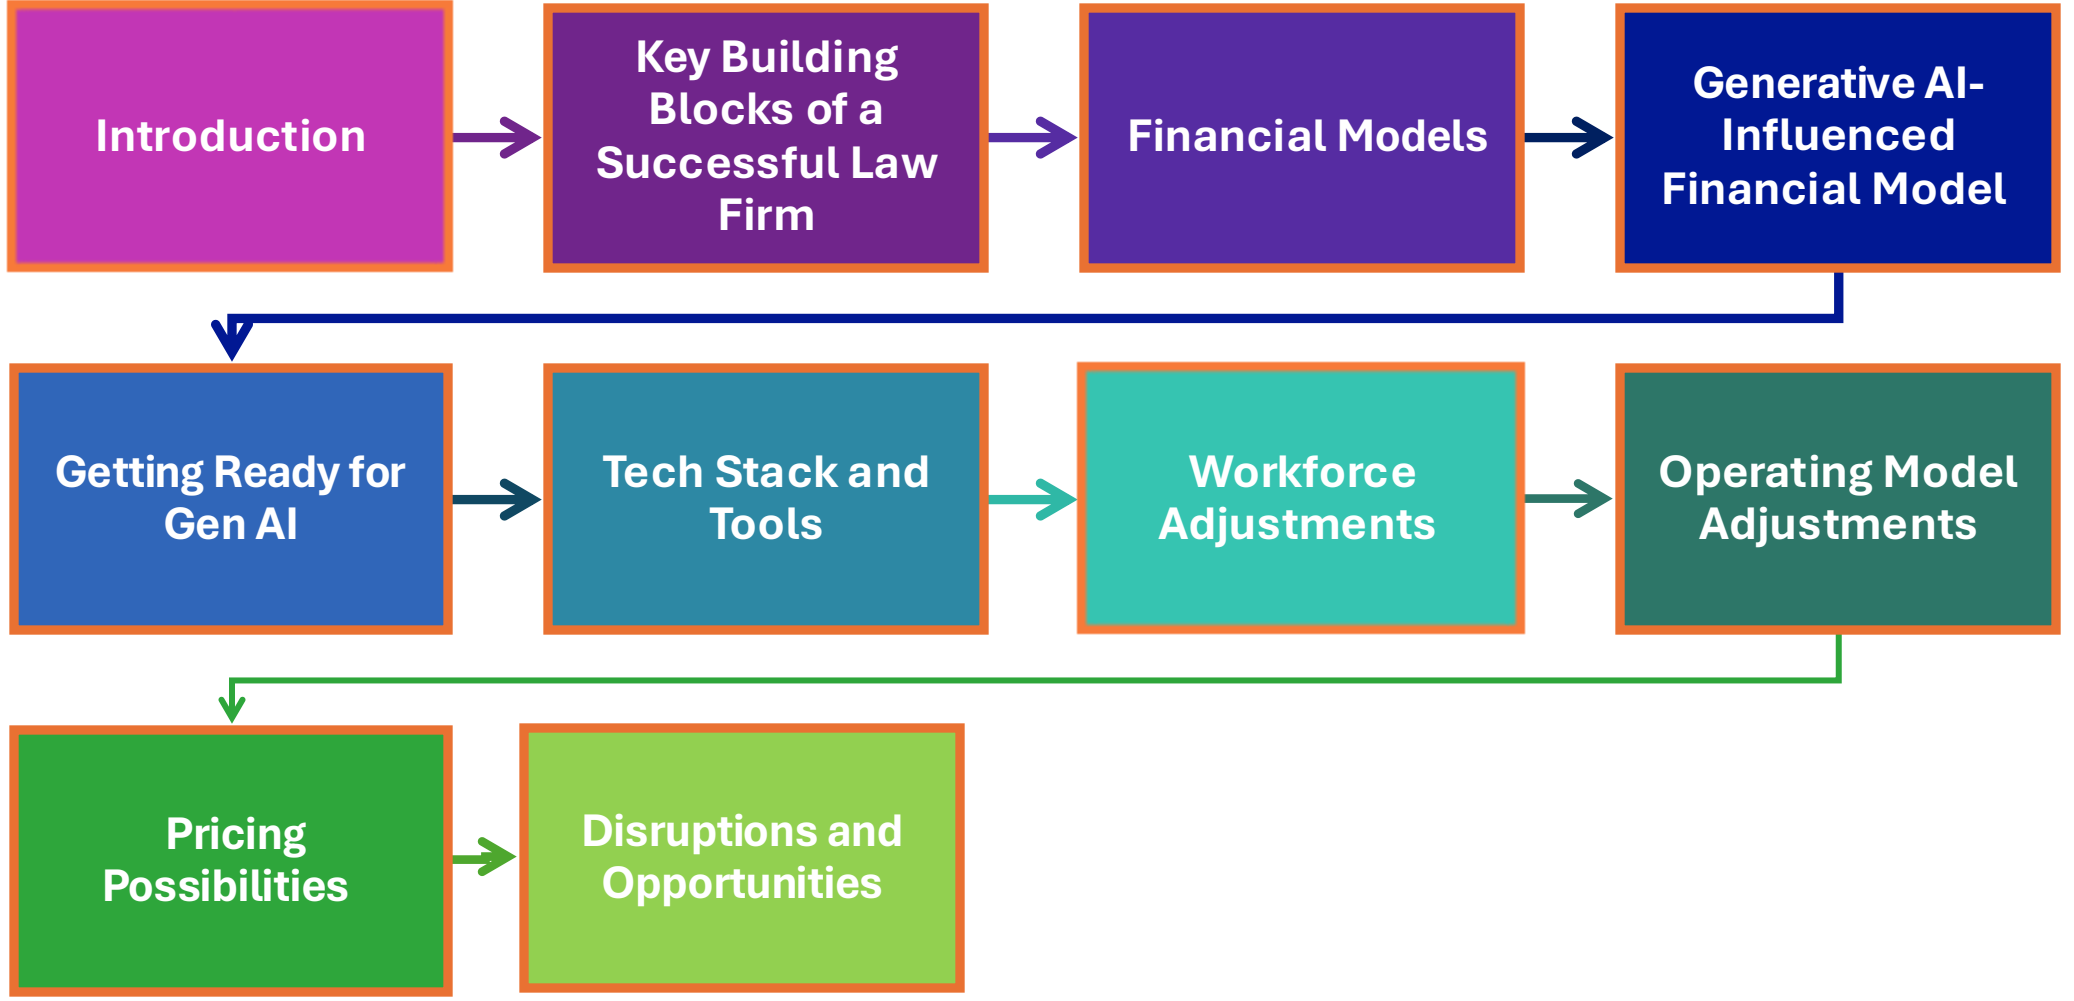 Introduction
Key Building
Blocks of a
Successful Law
Firm
Financial Models
Generative AI-
Influenced
Financial Model
Getting Ready for
Gen AI
Tech Stack and
Tools
Workforce
Adjustments
Operating Model
Adjustments
Pricing
Possibilities
Disruptions and
Opportunities